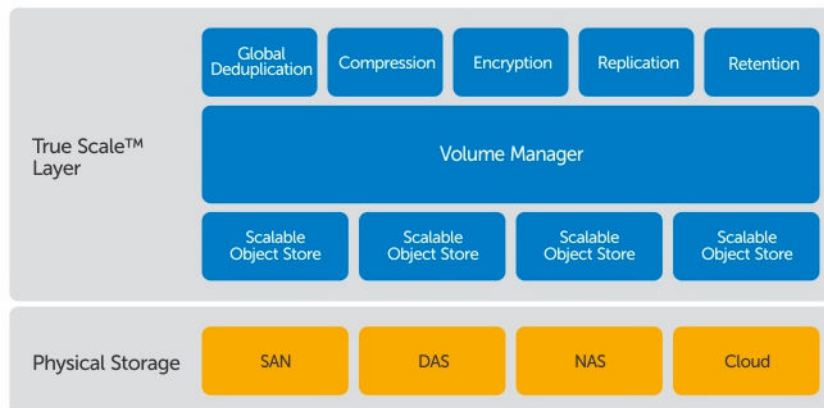 Global
Deduplication
Compression
Encryption
Replication
Retention
True Scale™
Layer
Volume Manager
Scalable
Object Store
Scalable
Object Store
Scalable
Object Store
Scalable
Object Store
Physical Storage
SAN
DAS
NAS
Cloud